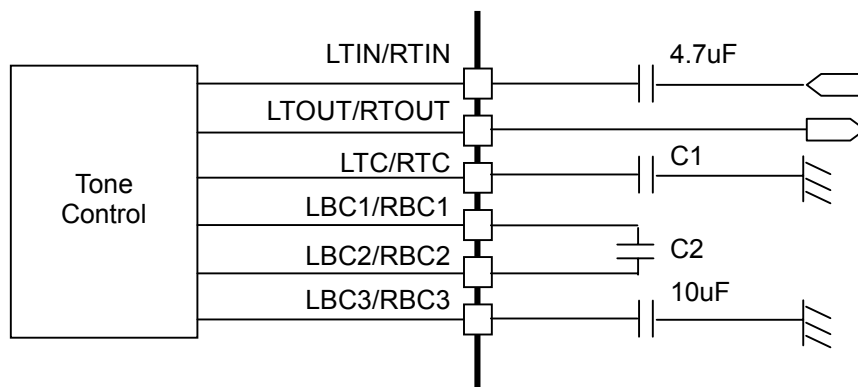 LTIN/RTIN
4.7uF
LTOUT/RTOUT
LTC/RTC
C1
Tone
Control
LBC1/RBC1
LBC2/RBC2
C2
LBC3/RBC3
10uF